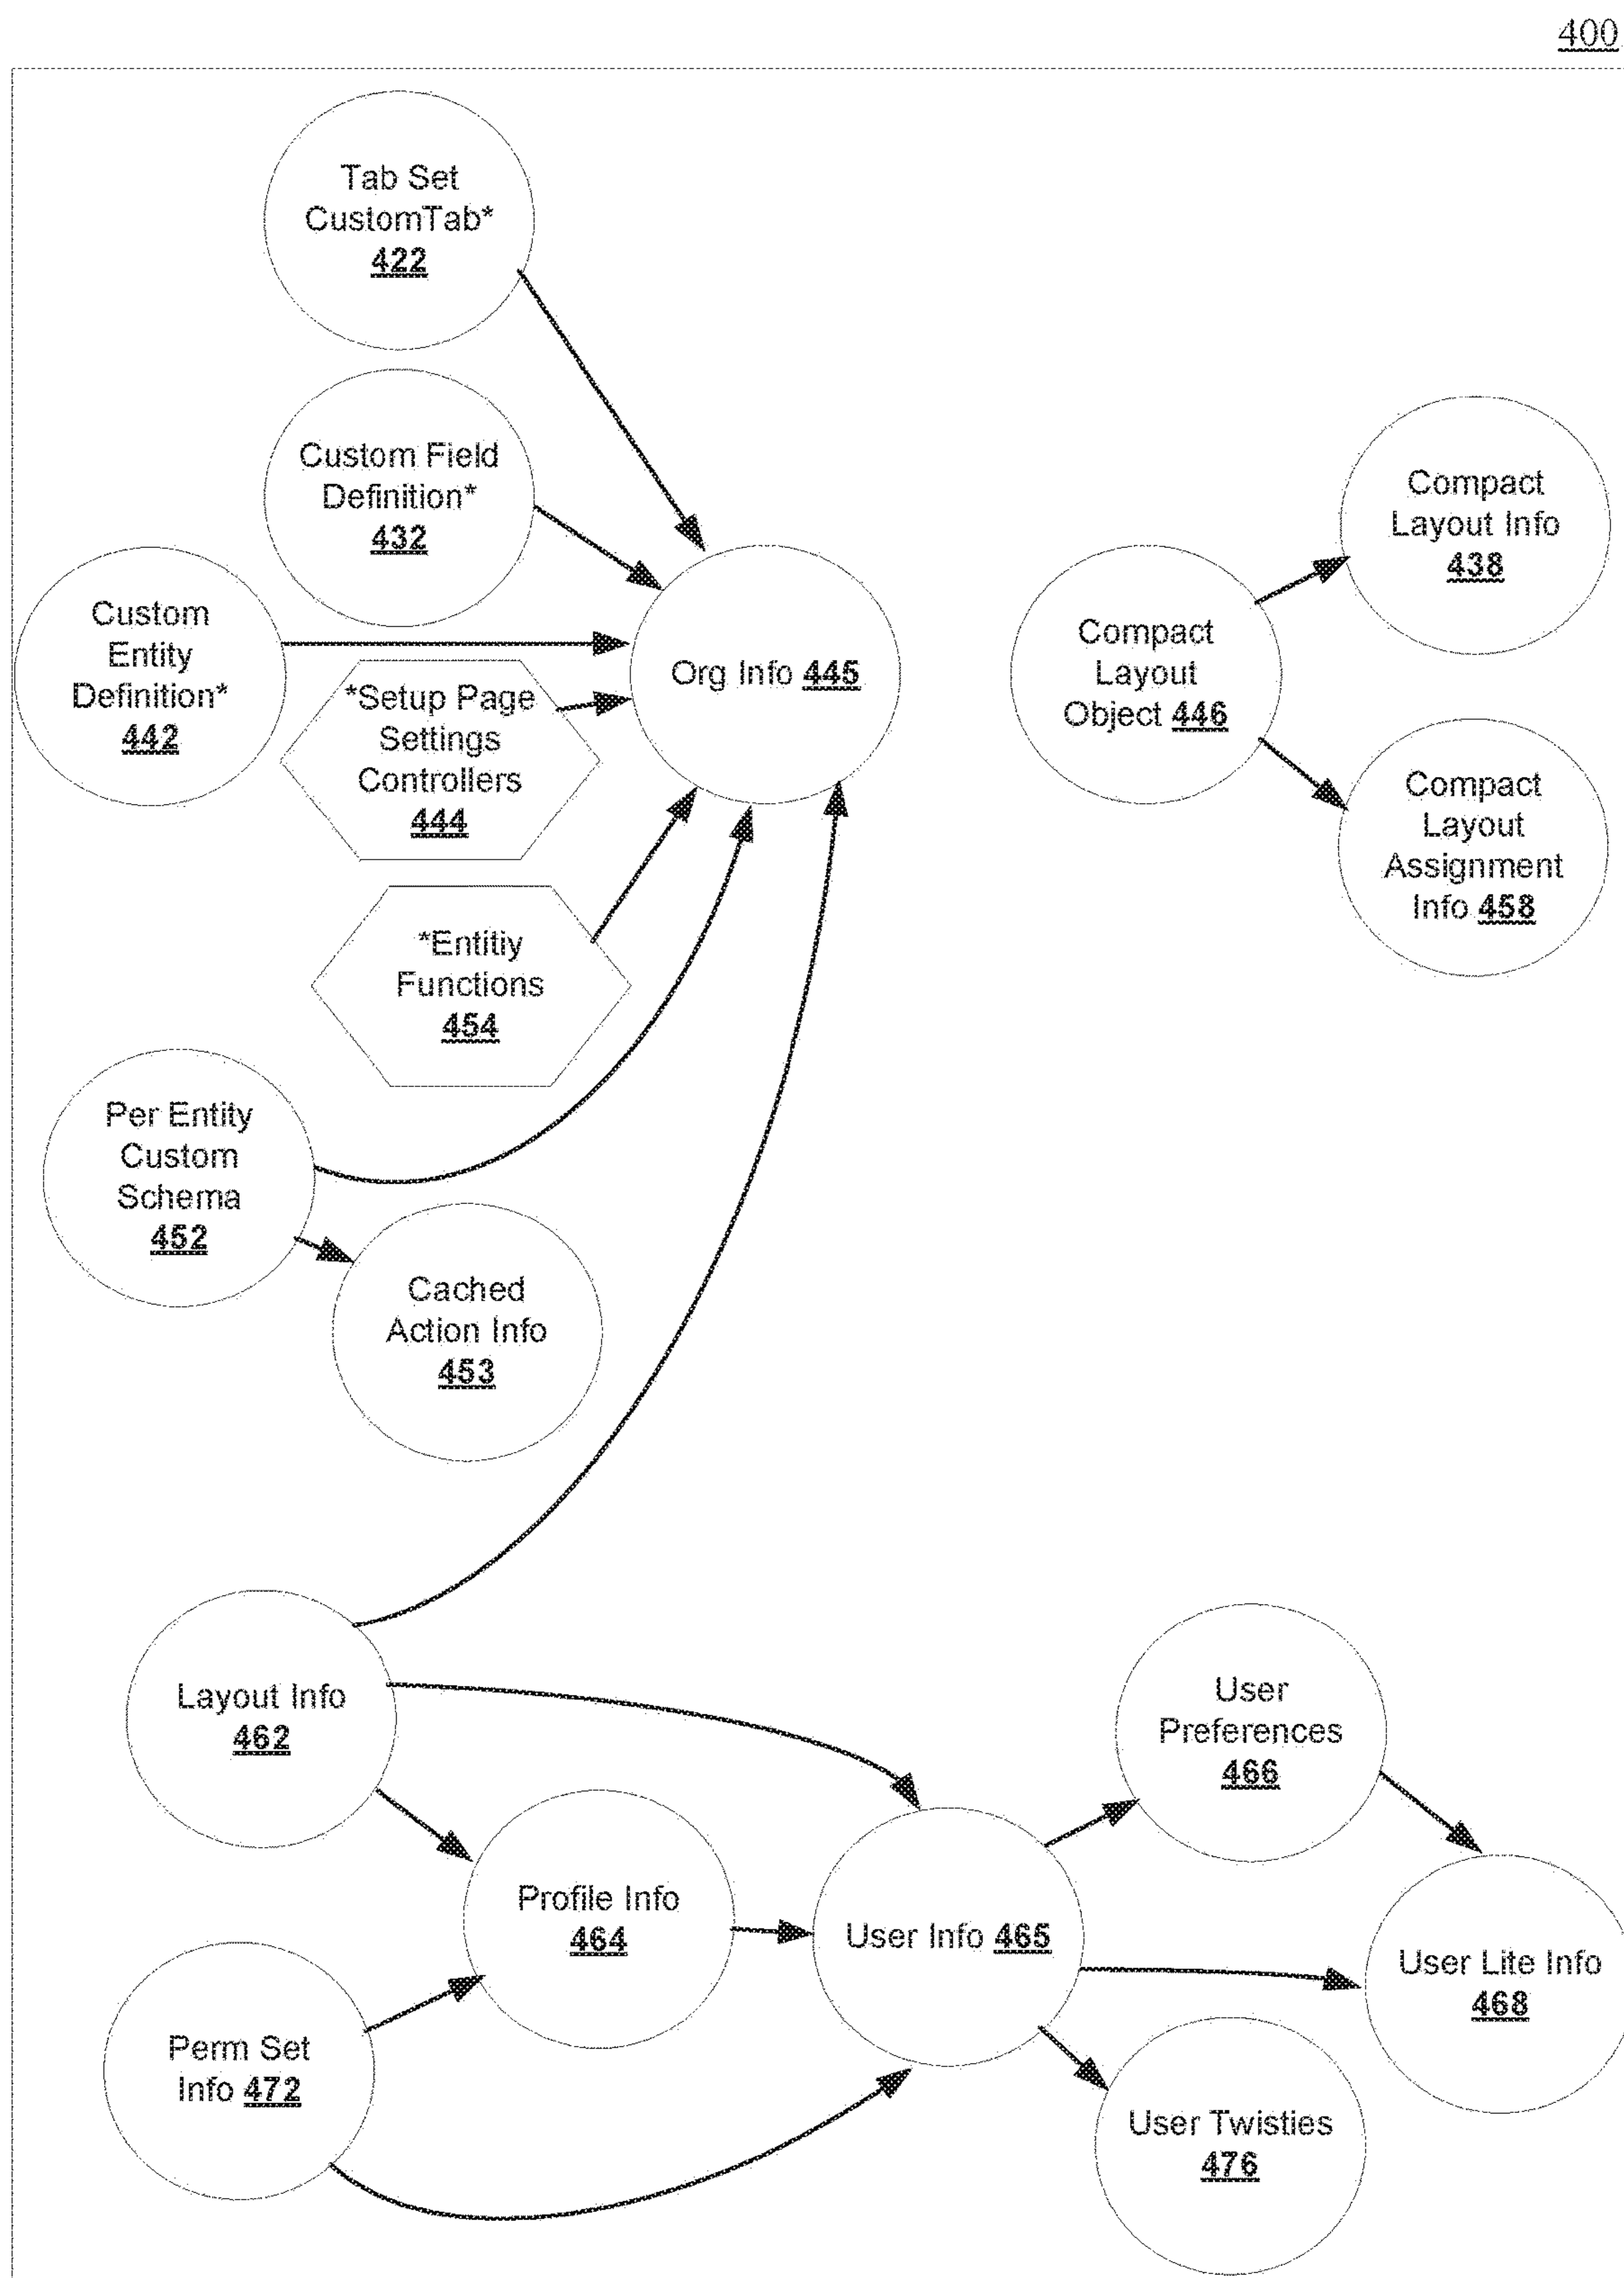 400
Tab Set
CustomTab*
422
Custom Field
Definition*
432
Custom
Entity
Definition*
442
*Setup Page
Settings
Controllers
444
Org Info 445
Compact
Layout
Object 446
Compact
Layout Info
438
Compact
Layout
Assignment
Info 458
*Entitiy
Functions
454
Per Entity
Custom
Schema
452
Cached
Action Info
453
Layout Info
462
Profile Info
464
Perm Set
Info 472
User Info 465
User
Preferences
466
User Lite Info
468
User Twisties
476